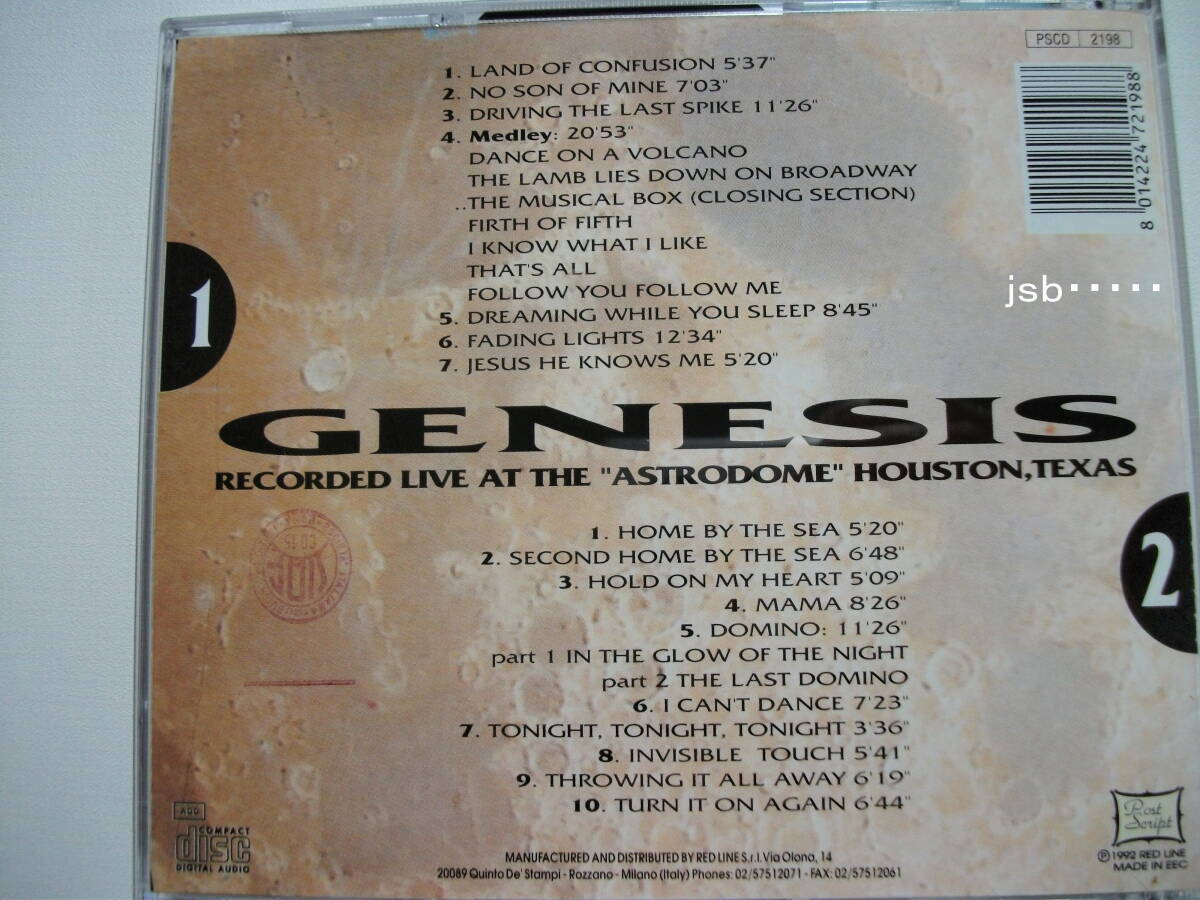 PSCD 2198
1. LAND OF CONFUSION 5'37"
2. NO SON OF MINE 7'03"
3. DRIVING THE LAST SPIKE 11'26"
4. Medley: 20'53"
DANCE ON A VOLCANO
THE LAMB LIES DOWN ON BROADWAY
..THE MUSICAL BOX (CLOSING SECTION)
FIRTH OF FIFTH
I KNOW WHAT I LIKE
THAT'S ALL
FOLLOW YOU FOLLOW ME
5. DREAMING WHILE YOU SLEEP 8'45"
6. FADING LIGHTS 12'34"
7. JESUS HE KNOWS ME 5'20"
8 014224 721988
jsb·····
1
GENESIS
RECORDED LIVE AT THE "ASTRODOME" HOUSTON,TEXAS
1. HOME BY THE SEA 5'20"
2. SECOND HOME BY THE SEA 6'48"
3. HOLD ON MY HEART 5'09"
4. MAMA 8'26"
5. DOMINO: 11'26"
part 1 IN THE GLOW OF THE NIGHT
part 2 THE LAST DOMINO
6. I CAN'T DANCE 7'23"
7. TONIGHT, TONIGHT, TONIGHT 3'36"
8. INVISIBLE TOUCH 5'41"
9. THROWING IT ALL AWAY 6'19"
10. TURN IT ON AGAIN 6'44"
2
ADD
COMPACT
disc
DIGITAL AUDIO
MANUFACTURED AND DISTRIBUTED BY RED LINE S.r.l. Via Olona, 14
20089 Quinto De' Stampi - Rozzano - Milano (Italy) Phones: 02/57512071 - FAX: 02/57512061
Post
Script
℗ 1992 RED LINE
MADE IN EEC